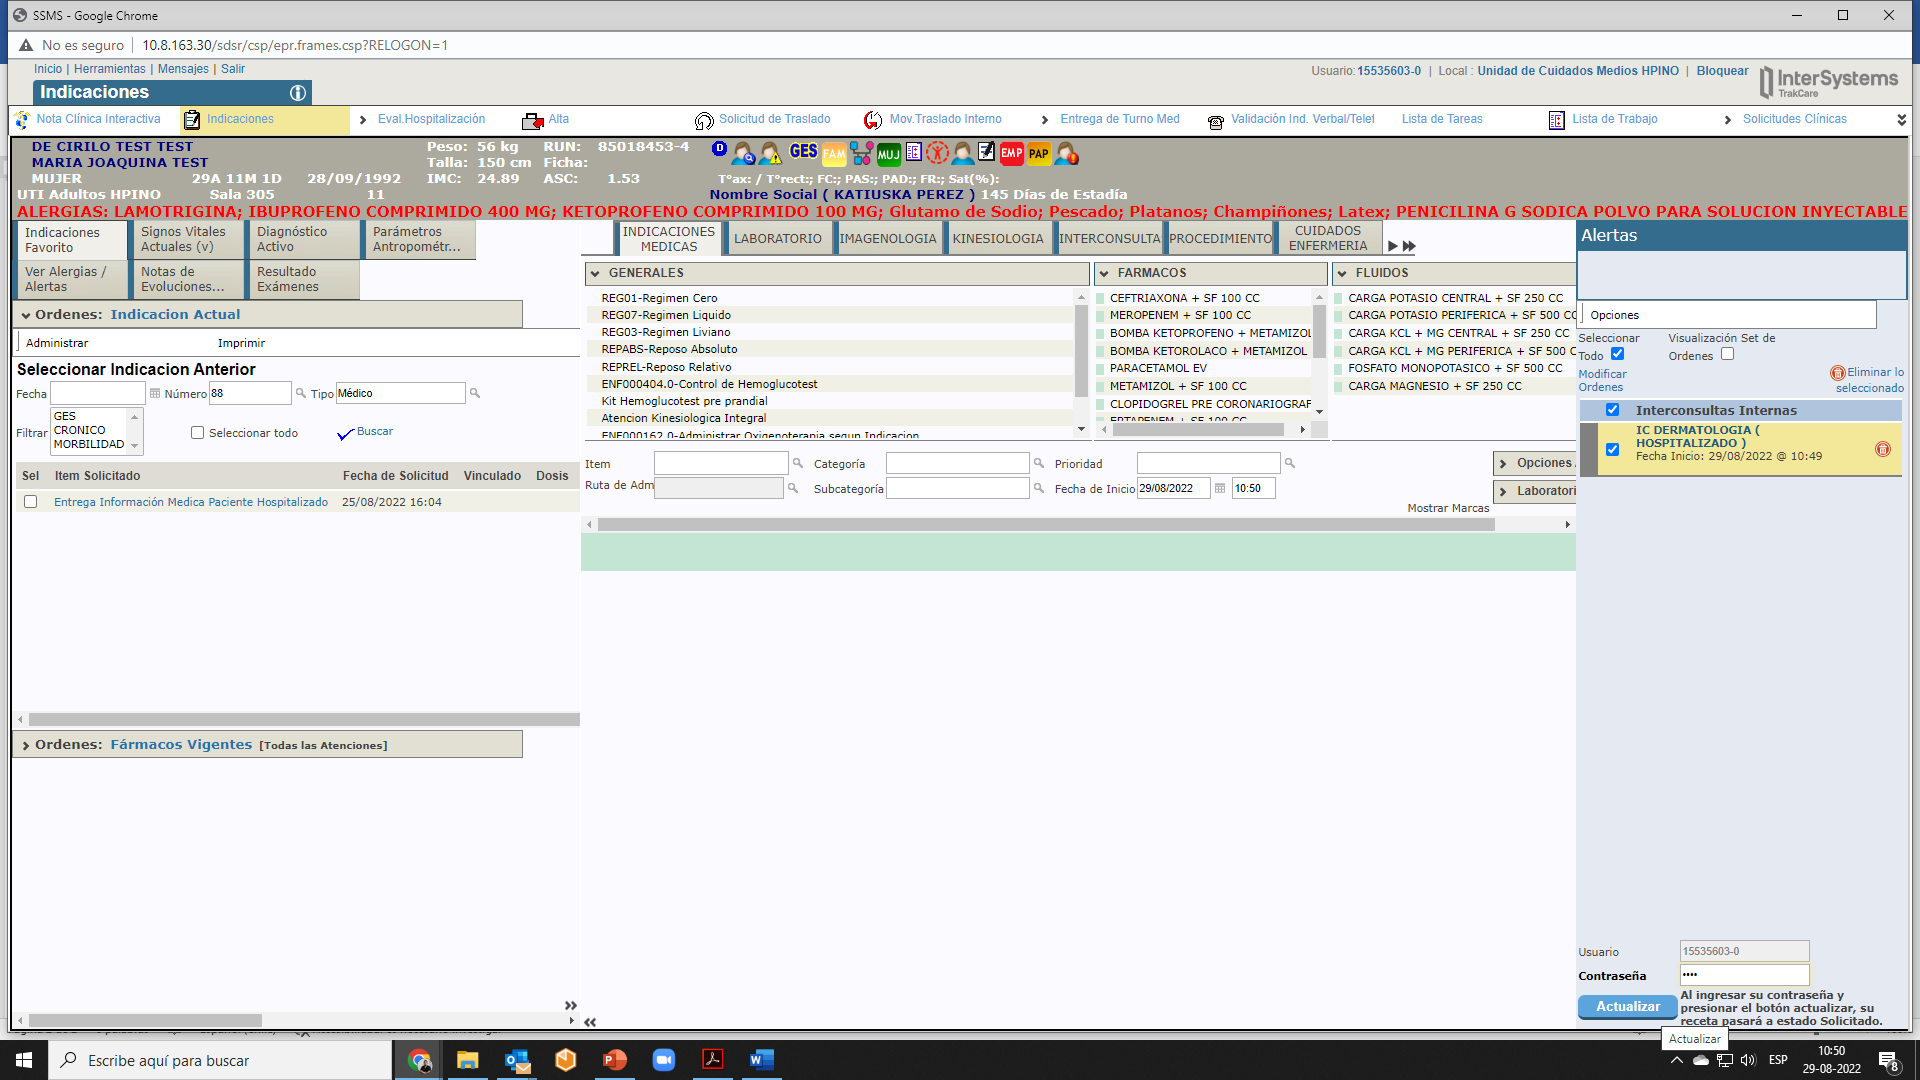 SSMS - Google Chrome
No es seguro | 10.8.163.30/sdsr/csp/epr.frames.csp?RELOGON=1
Inicio | Herramientas | Mensajes | Salir
Usuario:15535603-0 | Local : Unidad de Cuidados Medios HPINO | Bloquear
InterSystems
TrakCare
Indicaciones
Nota Clínica Interactiva
Indicaciones
Eval.Hospitalización
Alta
Solicitud de Traslado
Mov.Traslado Interno
Entrega de Turno Med
Validación Ind. Verbal/Telef
Lista de Tareas
Lista de Trabajo
Solicitudes Clínicas
DE CIRILO TEST TEST
MARIA JOAQUINA TEST
MUJER 29A 11M 1D 28/09/1992
UTI Adultos HPINO Sala 305 11
Peso: 56 kg RUN: 85018453-4
Talla: 150 cm Ficha:
IMC: 24.89 ASC: 1.53
D GES FAM MUJ EMP PAP
T°ax: / T°rect:; FC:; PAS:; PAD:; FR:; Sat(%):
Nombre Social ( KATIUSKA PEREZ ) 145 Días de Estadía
ALERGIAS: LAMOTRIGINA; IBUPROFENO COMPRIMIDO 400 MG; KETOPROFENO COMPRIMIDO 100 MG; Glutamo de Sodio; Pescado; Platanos; Champiñones; Latex; PENICILINA G SODICA POLVO PARA SOLUCION INYECTABLE
Indicaciones Favorito
Signos Vitales Actuales (v)
Diagnóstico Activo
Parámetros Antropométr...
Ver Alergias / Alertas
Notas de Evoluciones...
Resultado Exámenes
Ordenes: Indicacion Actual
Administrar Imprimir
Seleccionar Indicacion Anterior
Fecha Número 88 Tipo Médico
Filtrar
GES
CRONICO
MORBILIDAD
Seleccionar todo
Buscar
Sel Item Solicitado Fecha de Solicitud Vinculado Dosis
Entrega Información Medica Paciente Hospitalizado 25/08/2022 16:04
Ordenes: Fármacos Vigentes [Todas las Atenciones]
INDICACIONES MEDICAS
LABORATORIO
IMAGENOLOGIA
KINESIOLOGIA
INTERCONSULTA
PROCEDIMIENTO
CUIDADOS ENFERMERIA
GENERALES
REG01-Regimen Cero
REG07-Regimen Liquido
REG03-Regimen Liviano
REPABS-Reposo Absoluto
REPREL-Reposo Relativo
ENF000404.0-Control de Hemoglucotest
Kit Hemoglucotest pre prandial
Atencion Kinesiologica Integral
ENF000162.0-Administrar Oxigenoterapia segun Indicacion
FARMACOS
CEFTRIAXONA + SF 100 CC
MEROPENEM + SF 100 CC
BOMBA KETOPROFENO + METAMIZOL
BOMBA KETOROLACO + METAMIZOL
PARACETAMOL EV
METAMIZOL + SF 100 CC
CLOPIDOGREL PRE CORONARIOGRAF
ERTAPENEM + SF 100 CC
FLUIDOS
CARGA POTASIO CENTRAL + SF 250 CC
CARGA POTASIO PERIFERICA + SF 500 CC
CARGA KCL + MG CENTRAL + SF 250 CC
CARGA KCL + MG PERIFERICA + SF 500 C
FOSFATO MONOPOTASICO + SF 500 CC
CARGA MAGNESIO + SF 250 CC
Item Categoría Prioridad
Ruta de Adm Subcategoría Fecha de Inicio 29/08/2022 10:50
Opciones
Laboratori
Mostrar Marcas
Alertas
Opciones
Seleccionar Todo
Visualización Set de Ordenes
Modificar Ordenes
Eliminar lo seleccionado
Interconsultas Internas
IC DERMATOLOGIA (
HOSPITALIZADO )
Fecha Inicio: 29/08/2022 @ 10:49
Usuario 15535603-0
Contraseña ••••
Actualizar
Al ingresar su contraseña y
presionar el botón actualizar, su
receta pasará a estado Solicitado.
Actualizar
Escribe aquí para buscar
ESP
10:50
29-08-2022
8